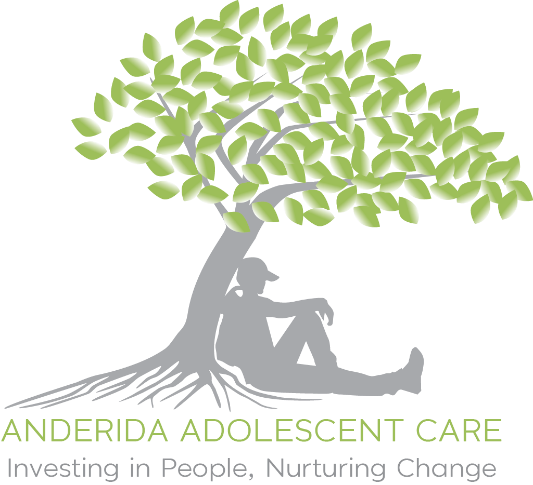 ANDERIDA ADOLESCENT CARE
Investing in People, Nurturing Change